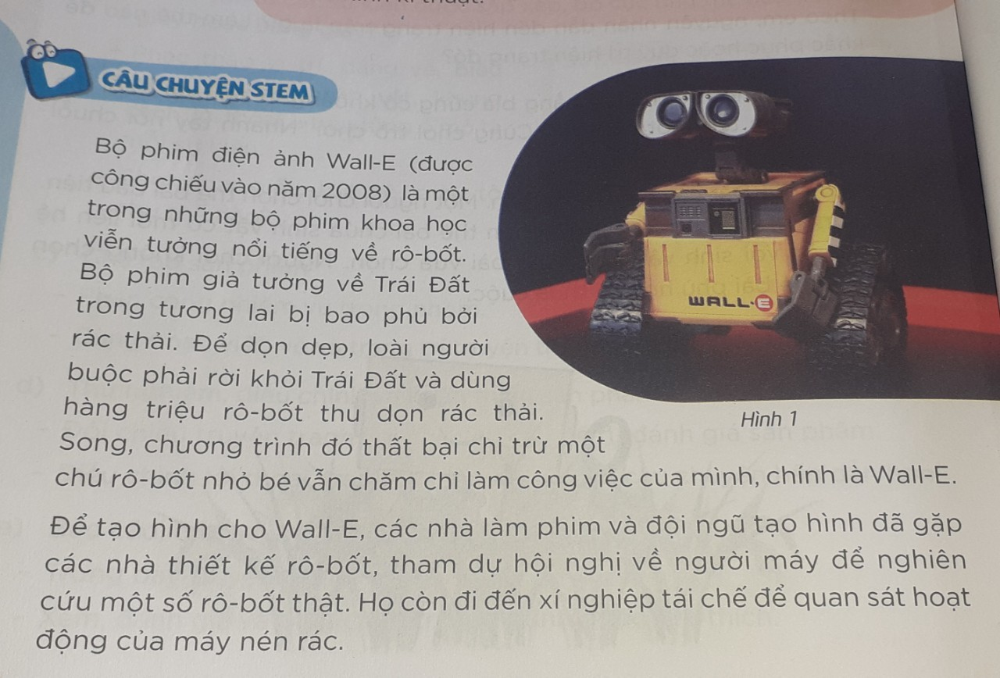 CÂU CHUYỆN STEM
Bộ phim điện ảnh Wall-E (được
công chiếu vào năm 2008) là một
trong những bộ phim khoa học
viễn tưởng nổi tiếng về rô-bốt.
Bộ phim giả tưởng về Trái Đất
trong tương lai bị bao phủ bởi
rác thải. Để dọn dẹp, loài người
buộc phải rời khỏi Trái Đất và dùng
hàng triệu rô-bốt thu dọn rác thải.
Song, chương trình đó thất bại chỉ trừ một
chú rô-bốt nhỏ bé vẫn chăm chỉ làm công việc của mình, chính là Wall-E.
WALL·E
Hình 1
Để tạo hình cho Wall-E, các nhà làm phim và đội ngũ tạo hình đã gặp
các nhà thiết kế rô-bốt, tham dự hội nghị về người máy để nghiên
cứu một số rô-bốt thật. Họ còn đi đến xí nghiệp tái chế để quan sát hoạt
động của máy nén rác.